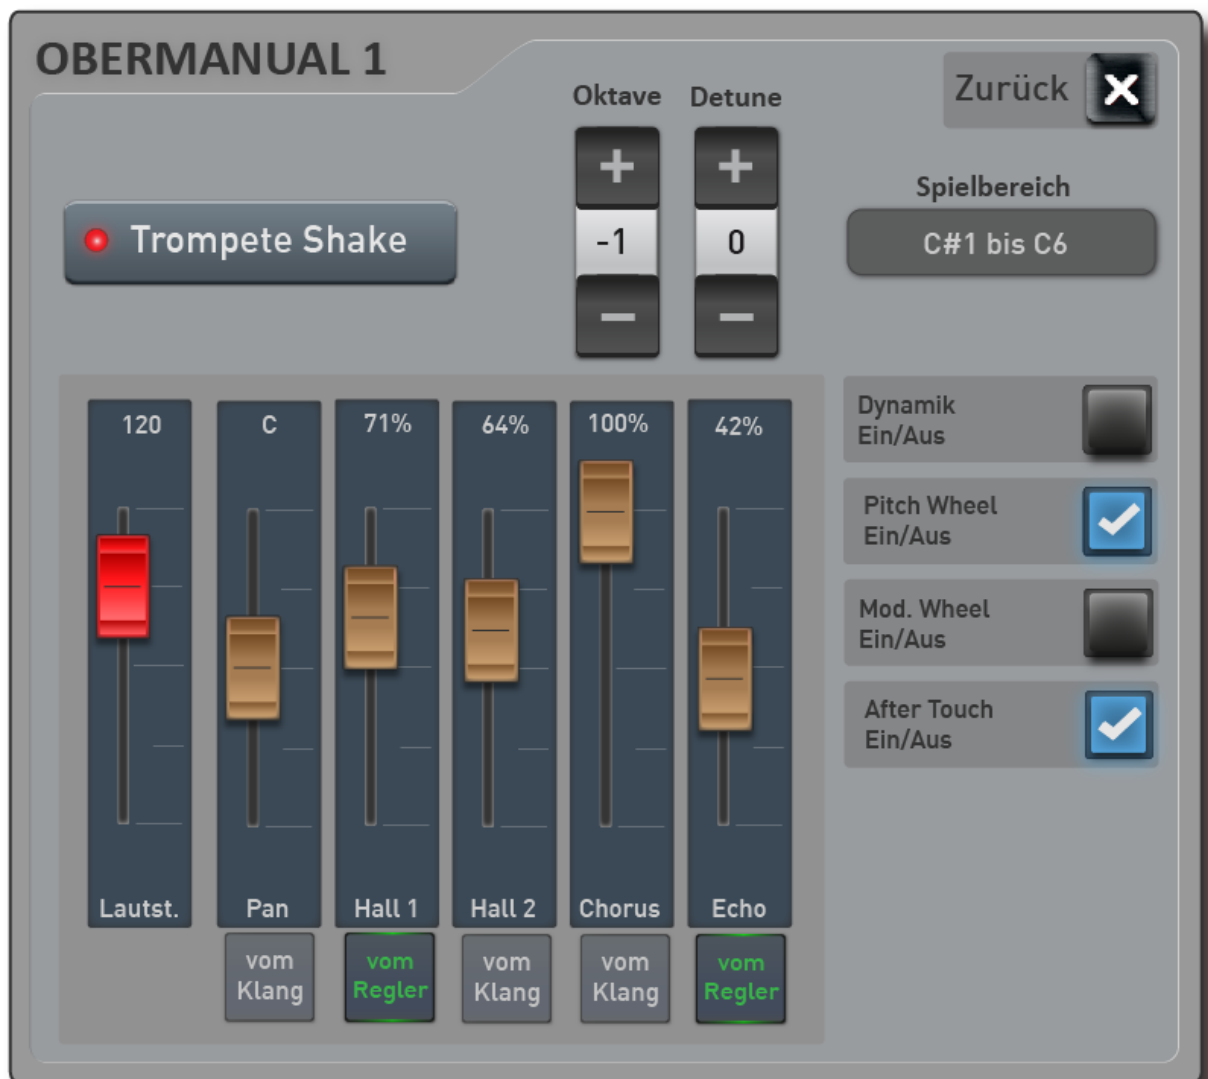 OBERMANUAL 1
Oktave
Detune
Zurück
Trompete Shake
+
-1
−
+
0
−
Spielbereich
C#1 bis C6
120
C
71%
64%
100%
42%
Lautst.
Pan
Hall 1
Hall 2
Chorus
Echo
vom
Klang
vom
Regler
vom
Klang
vom
Klang
vom
Regler
Dynamik
Ein/Aus
Pitch Wheel
Ein/Aus
Mod. Wheel
Ein/Aus
After Touch
Ein/Aus